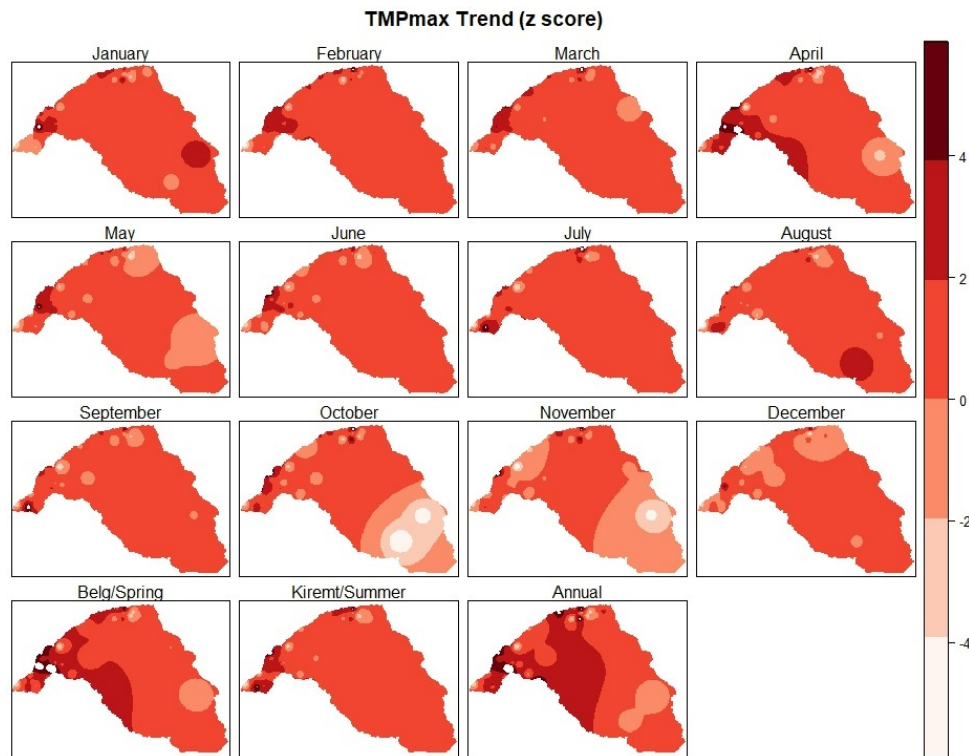 TMPmax Trend (z score)
January
February
March
April
May
June
July
August
September
October
November
December
Belg/Spring
Kiremt/Summer
Annual
4
2
0
-2
-4